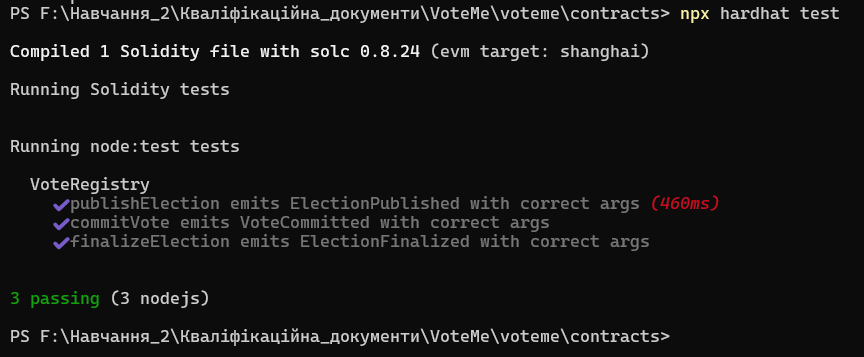 PS F:\Навчання_2\Кваліфікаційна_документи\VoteMe\voteme\contracts> npx hardhat test
Compiled 1 Solidity file with solc 0.8.24 (evm target: shanghai)
Running Solidity tests
Running node:test tests
VoteRegistry
✔publishElection emits ElectionPublished with correct args (460ms)
✔commitVote emits VoteCommitted with correct args
✔finalizeElection emits ElectionFinalized with correct args
3 passing (3 nodejs)
PS F:\Навчання_2\Кваліфікаційна_документи\VoteMe\voteme\contracts>